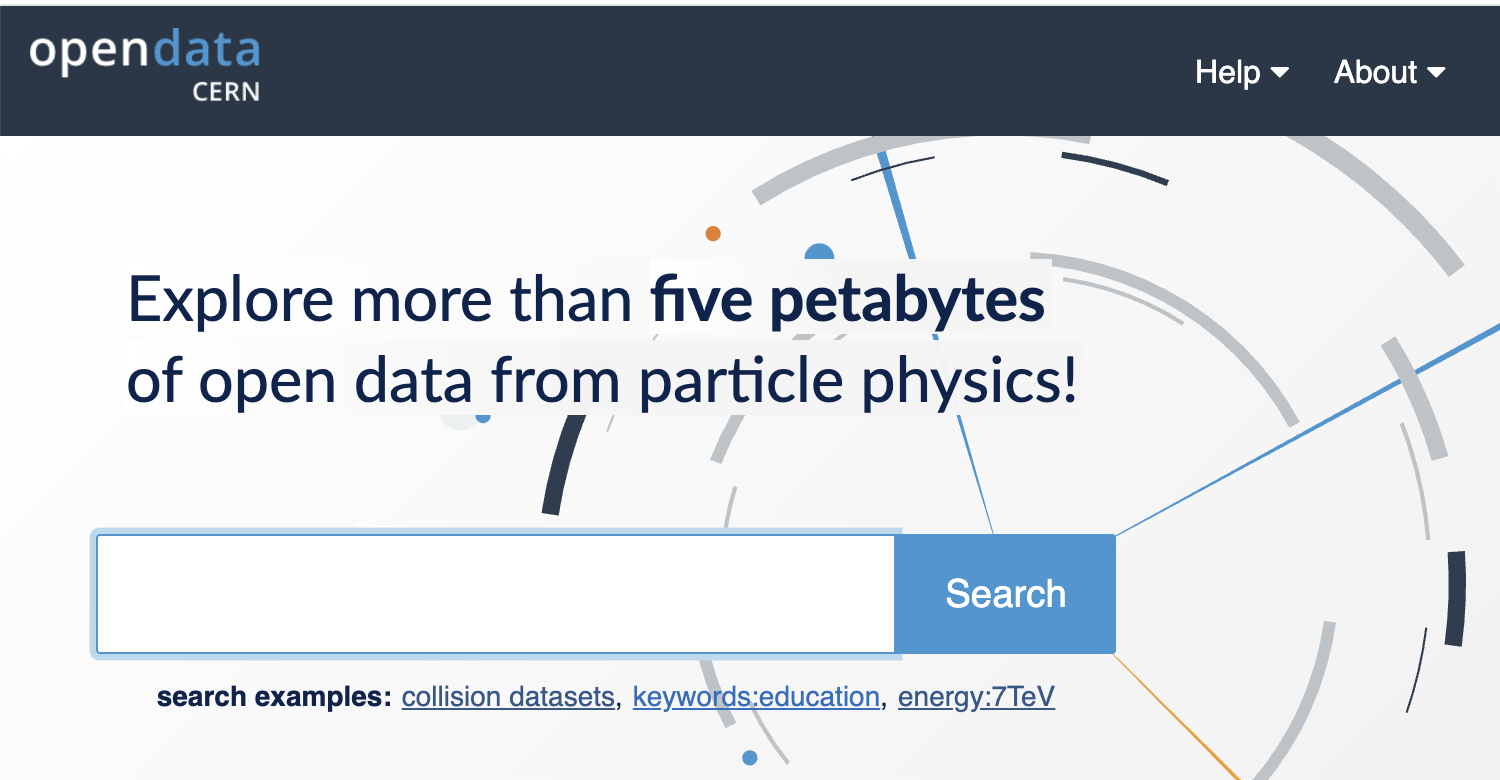 opendata
CERN
Help
About
Explore more than five petabytes
of open data from particle physics!
Search
search examples: collision datasets, keywords:education, energy:7TeV